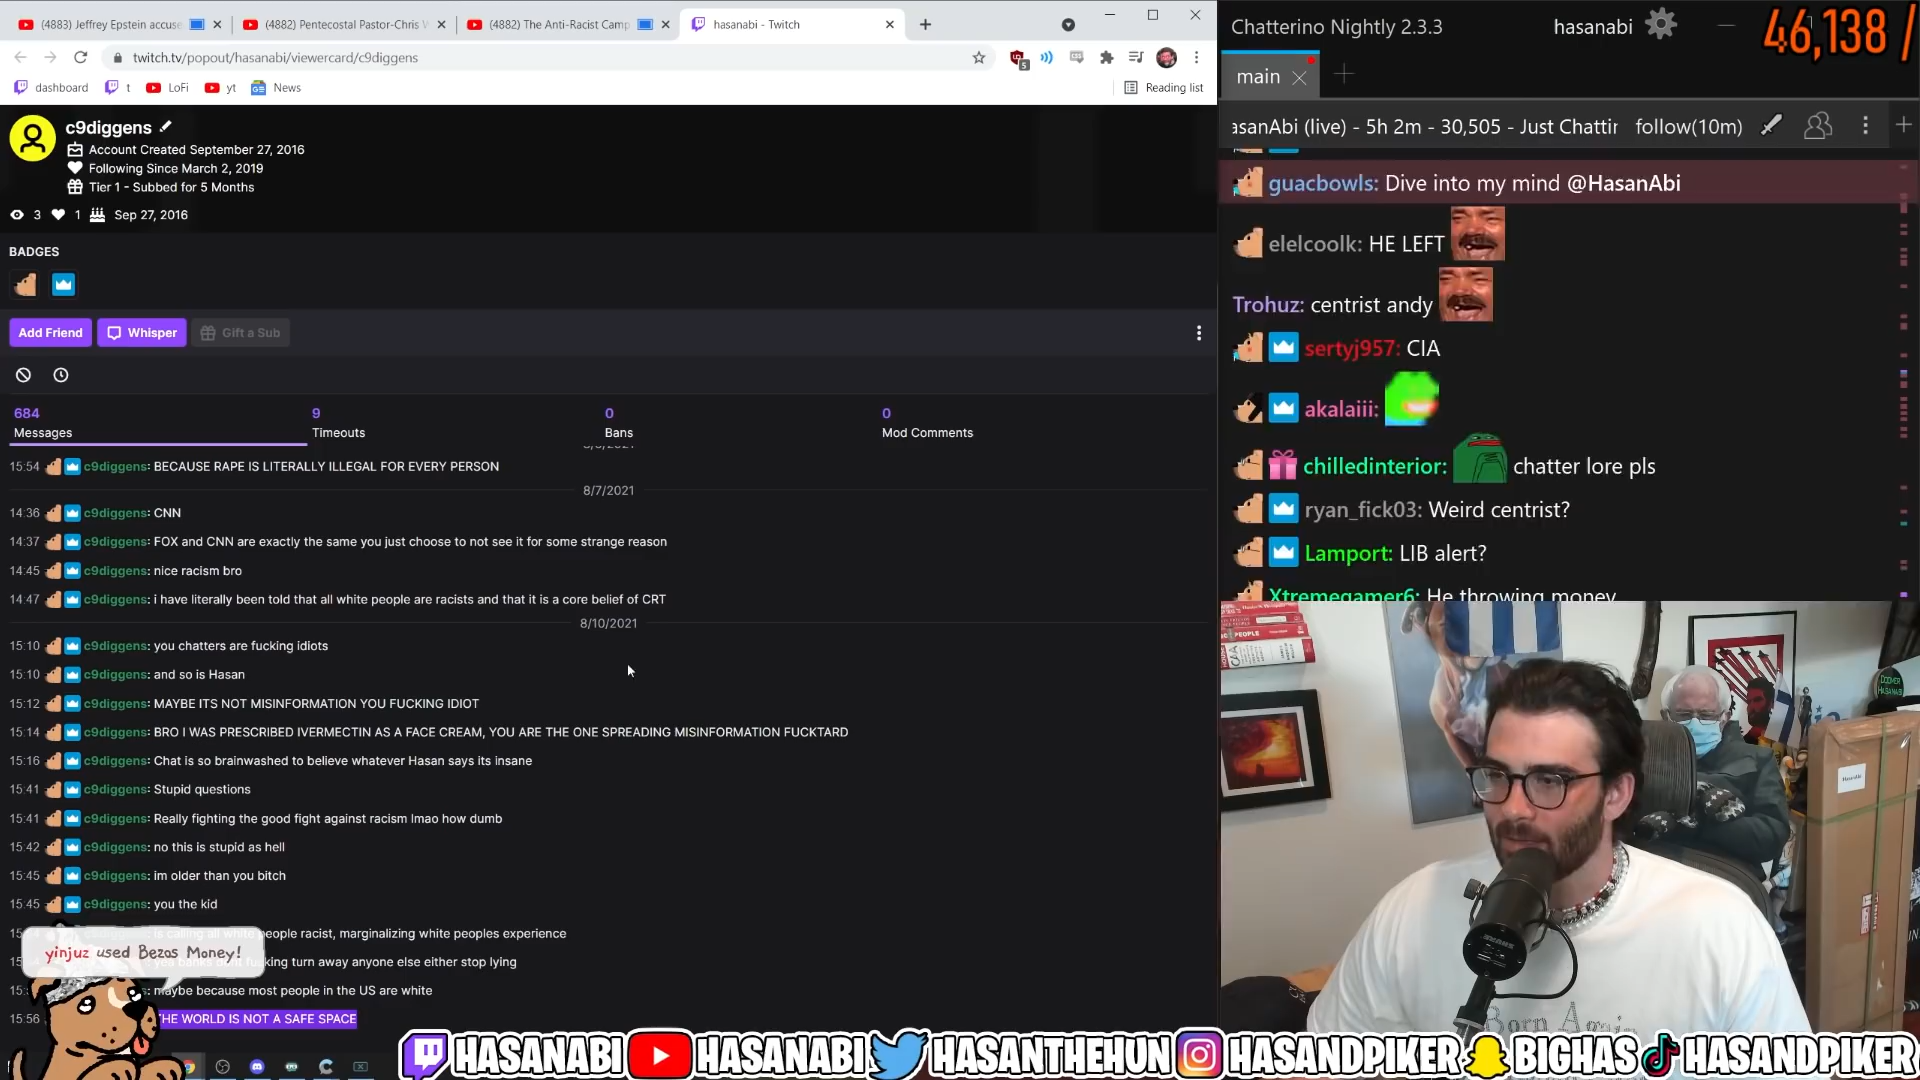 (4883) Jeffrey Epstein accuse
(4882) Pentecostal Pastor-Chris W
(4882) The Anti-Racist Camp
hasanabi - Twitch
twitch.tv/popout/hasanabi/viewercard/c9diggens
5
dashboard
t
LoFi
yt
News
Reading list
c9diggens
Account Created September 27, 2016
Following Since March 2, 2019
Tier 1 - Subbed for 5 Months
3 1 Sep 27, 2016
BADGES
Add Friend
Whisper
Gift a Sub
684 9 0 0
Messages Timeouts Bans Mod Comments
15:54 c9diggens: BECAUSE RAPE IS LITERALLY ILLEGAL FOR EVERY PERSON
8/7/2021
14:36 c9diggens: CNN
14:37 c9diggens: FOX and CNN are exactly the same you just choose to not see it for some strange reason
14:45 c9diggens: nice racism bro
14:47 c9diggens: i have literally been told that all white people are racists and that it is a core belief of CRT
8/10/2021
15:10 c9diggens: you chatters are fucking idiots
15:10 c9diggens: and so is Hasan
15:12 c9diggens: MAYBE ITS NOT MISINFORMATION YOU FUCKING IDIOT
15:14 c9diggens: BRO I WAS PRESCRIBED IVERMECTIN AS A FACE CREAM, YOU ARE THE ONE SPREADING MISINFORMATION FUCKTARD
15:16 c9diggens: Chat is so brainwashed to believe whatever Hasan says its insane
15:41 c9diggens: Stupid questions
15:41 c9diggens: Really fighting the good fight against racism lmao how dumb
15:42 c9diggens: no this is stupid as hell
15:45 c9diggens: im older than you bitch
15:45 c9diggens: you the kid
people racist, marginalizing white peoples experience
yinjuz used Bezos Money!
king turn away anyone else either stop lying
maybe because most people in the US are white
15:56 THE WORLD IS NOT A SAFE SPACE
Chatterino Nightly 2.3.3
hasanabi
46,138 /
main
asanAbi (live) - 5h 2m - 30,505 - Just Chattin
follow(10m)
guacbowls: Dive into my mind @HasanAbi
elelcoolk: HE LEFT
Trohuz: centrist andy
sertyj957: CIA
akalaiii:
chilledinterior: chatter lore pls
ryan_fick03: Weird centrist?
Lamport: LIB alert?
Xtremegamer6: He throwing money
PEOPLE
Born Again
HASANABI
HASANABI
HASANTHEHUN
HASANDPIKER
BIGHAS
HASANDPIKER